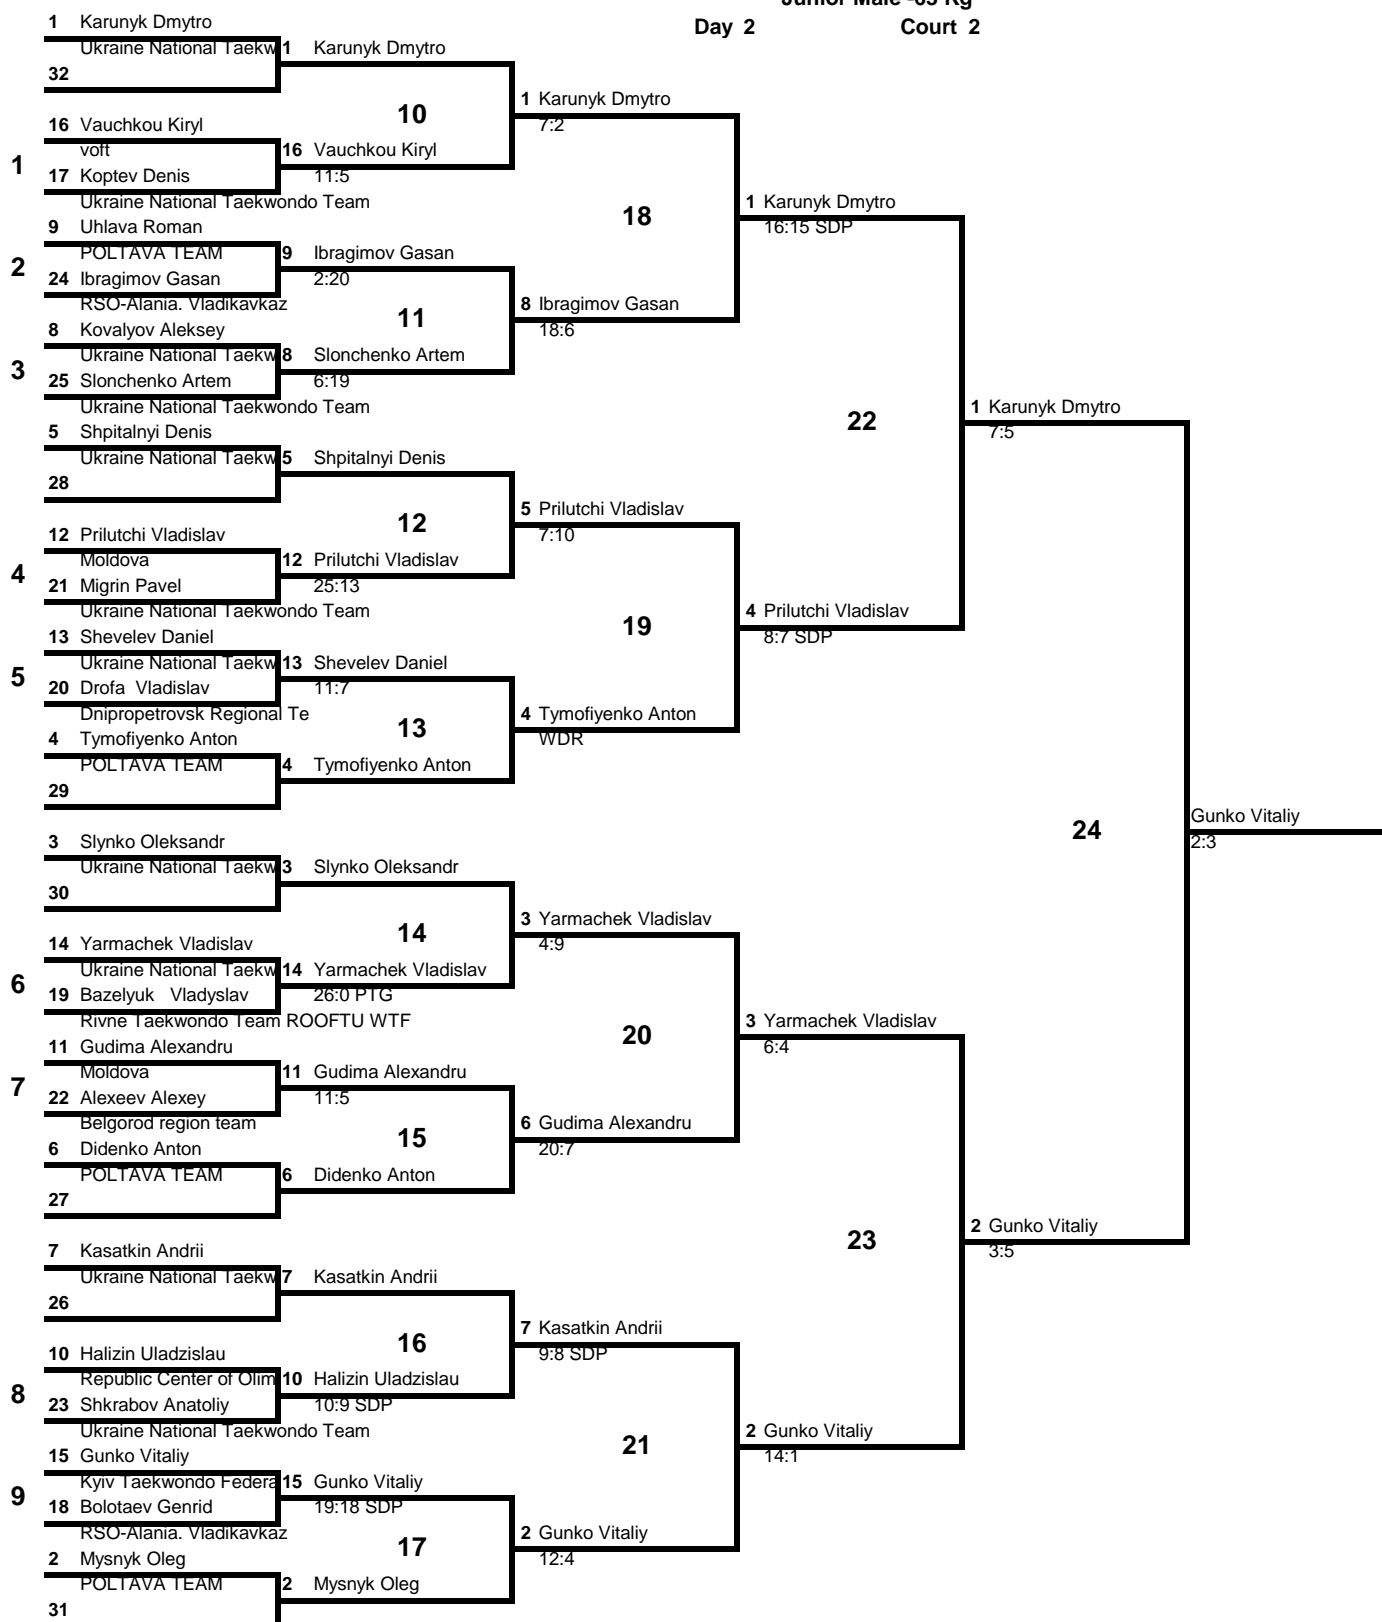 Junior Male -63 Kg
Day 2 Court 2
1 Karunyk Dmytro
Ukraine National Taekw
32
16 Vauchkou Kiryl
voft
1
17 Koptev Denis
Ukraine National Taekwondo Team
9 Uhlava Roman
POLTAVA TEAM
2
24 Ibragimov Gasan
RSO-Alania. Vladikavkaz
8 Kovalyov Aleksey
Ukraine National Taekw
3
25 Slonchenko Artem
Ukraine National Taekwondo Team
5 Shpitalnyi Denis
Ukraine National Taekw
28
12 Prilutchi Vladislav
Moldova
4
21 Migrin Pavel
Ukraine National Taekwondo Team
13 Shevelev Daniel
Ukraine National Taekw
5
20 Drofa Vladislav
Dnipropetrovsk Regional Te
4 Tymofiyenko Anton
POLTAVA TEAM
29
3 Slynko Oleksandr
Ukraine National Taekw
30
14 Yarmachek Vladislav
Ukraine National Taekw
6
19 Bazelyuk Vladyslav
Rivne Taekwondo Team ROOFTU WTF
11 Gudima Alexandru
Moldova
7
22 Alexeev Alexey
Belgorod region team
6 Didenko Anton
POLTAVA TEAM
27
7 Kasatkin Andrii
Ukraine National Taekw
26
10 Halizin Uladzislau
Republic Center of Olim
8
23 Shkrabov Anatoliy
Ukraine National Taekwondo Team
15 Gunko Vitaliy
Kyiv Taekwondo Federa
9
18 Bolotaev Genrid
RSO-Alania. Vladikavkaz
2 Mysnyk Oleg
POLTAVA TEAM
31
1 Karunyk Dmytro
10
16 Vauchkou Kiryl
11:5
9 Ibragimov Gasan
2:20
11
8 Slonchenko Artem
6:19
5 Shpitalnyi Denis
12
12 Prilutchi Vladislav
25:13
13 Shevelev Daniel
11:7
13
4 Tymofiyenko Anton
3 Slynko Oleksandr
14
14 Yarmachek Vladislav
26:0 PTG
11 Gudima Alexandru
11:5
15
6 Didenko Anton
7 Kasatkin Andrii
16
10 Halizin Uladzislau
10:9 SDP
15 Gunko Vitaliy
19:18 SDP
17
2 Mysnyk Oleg
1 Karunyk Dmytro
7:2
18
8 Ibragimov Gasan
18:6
5 Prilutchi Vladislav
7:10
19
4 Tymofiyenko Anton
WDR
3 Yarmachek Vladislav
4:9
20
6 Gudima Alexandru
20:7
7 Kasatkin Andrii
9:8 SDP
21
2 Gunko Vitaliy
12:4
1 Karunyk Dmytro
16:15 SDP
22
4 Prilutchi Vladislav
8:7 SDP
3 Yarmachek Vladislav
6:4
23
2 Gunko Vitaliy
14:1
1 Karunyk Dmytro
7:5
24
2 Gunko Vitaliy
3:5
Gunko Vitaliy
2:3